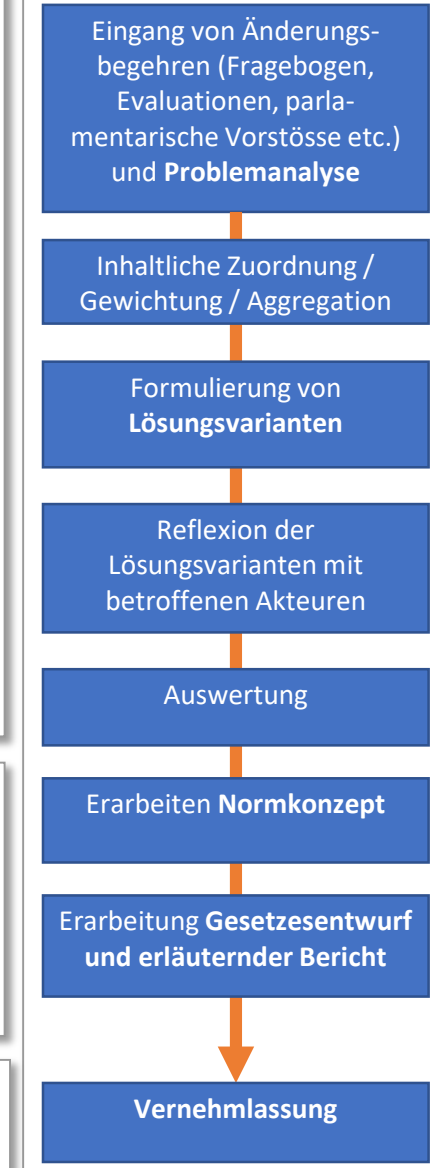 Eingang von Änderungs-
begehren (Fragebogen,
Evaluationen, parla-
mentarische Vorstösse etc.)
und Problemanalyse
Inhaltliche Zuordnung /
Gewichtung / Aggregation
Formulierung von
Lösungsvarianten
Reflexion der
Lösungsvarianten mit
betroffenen Akteuren
Auswertung
Erarbeiten Normkonzept
Erarbeitung Gesetzesentwurf
und erläuternder Bericht
Vernehmlassung